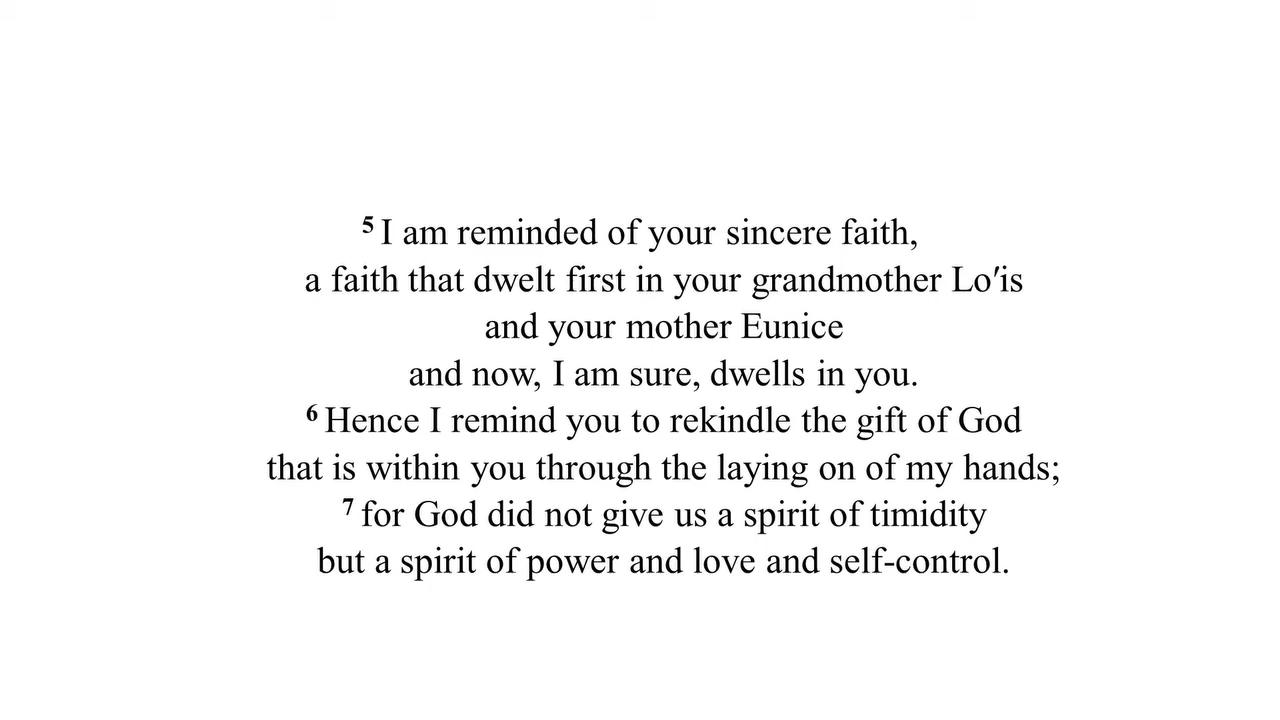 5 I am reminded of your sincere faith,
a faith that dwelt first in your grandmother Lo′is
and your mother Eunice
and now, I am sure, dwells in you.
6 Hence I remind you to rekindle the gift of God
that is within you through the laying on of my hands;
7 for God did not give us a spirit of timidity
but a spirit of power and love and self-control.